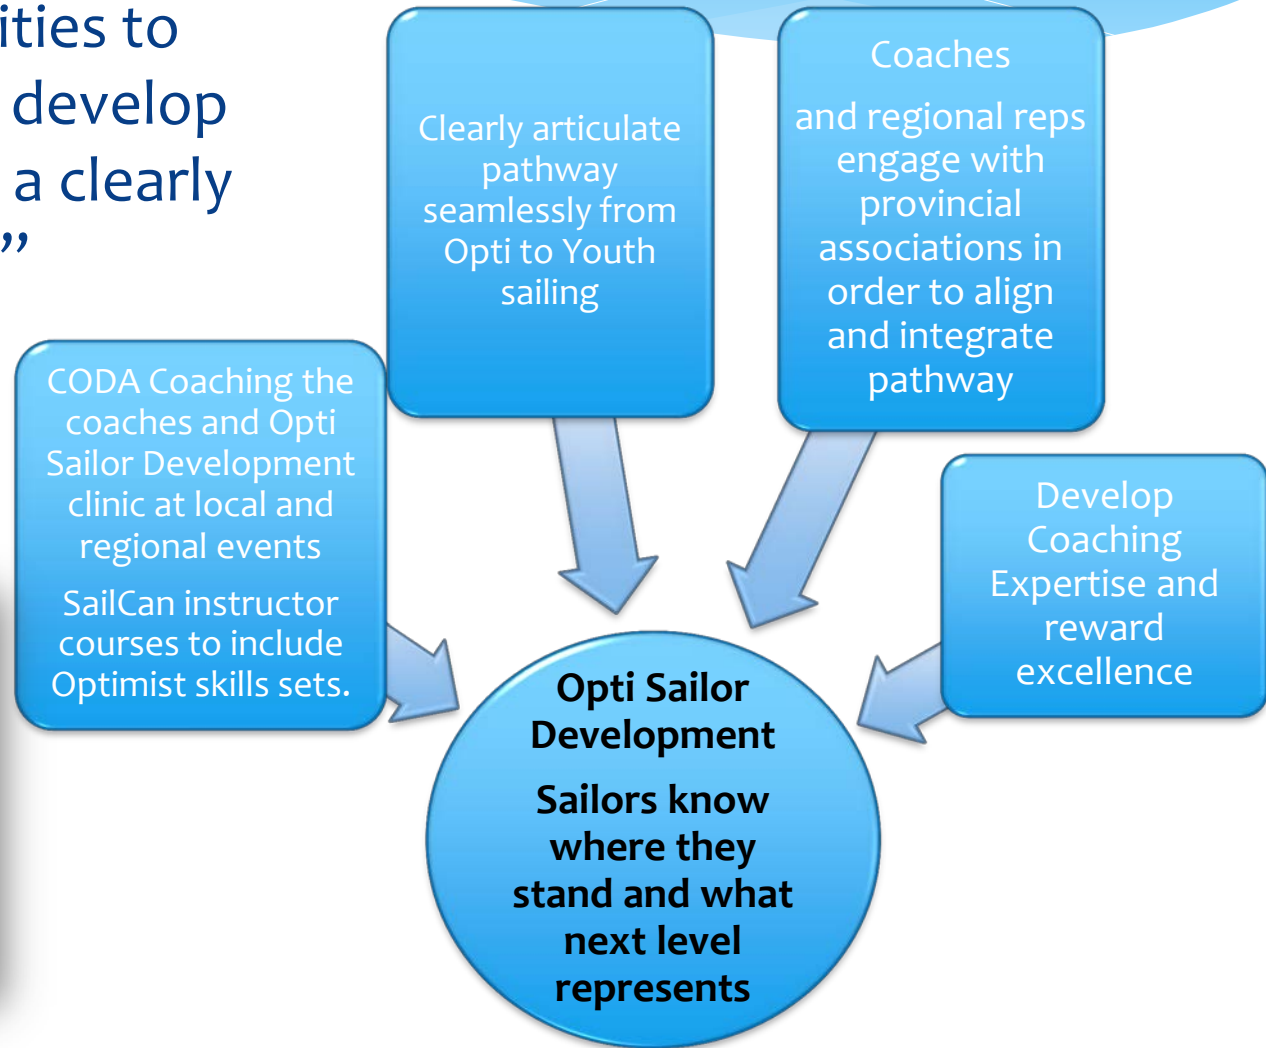 ities to
develop
a clearly
”
Clearly articulate
pathway
seamlessly from
Opti to Youth
sailing
Coaches
and regional reps
engage with
provincial
associations in
order to align
and integrate
pathway
CODA Coaching the
coaches and Opti
Sailor Development
clinic at local and
regional events
SailCan instructor
courses to include
Optimist skills sets.
Develop
Coaching
Expertise and
reward
excellence
Opti Sailor
Development
Sailors know
where they
stand and what
next level
represents